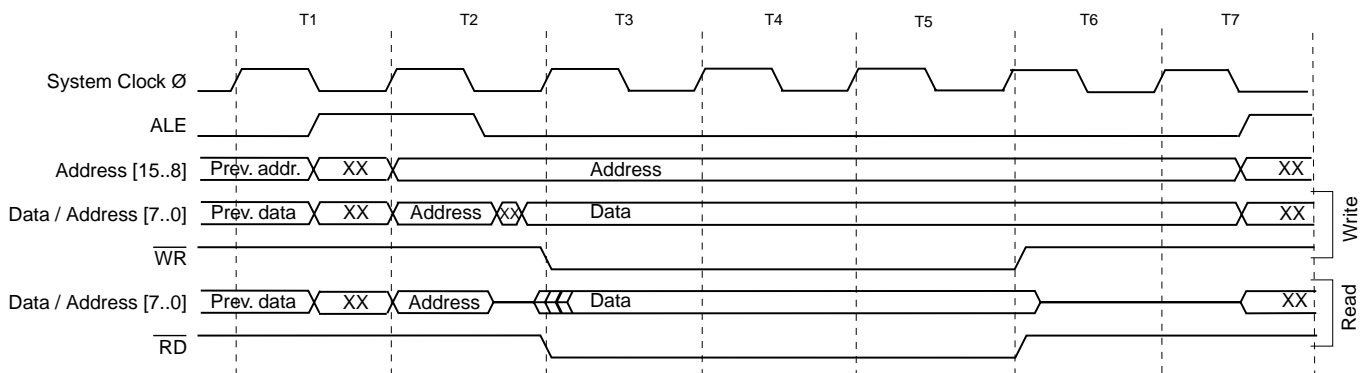 T1 T2 T3 T4 T5 T6 T7
System Clock Ø
ALE
Address [15..8] Prev. addr. XX Address XX
Data / Address [7..0] Prev. data XX Address XX Data XX
WR
Write
Data / Address [7..0] Prev. data XX Address Data XX
RD
Read